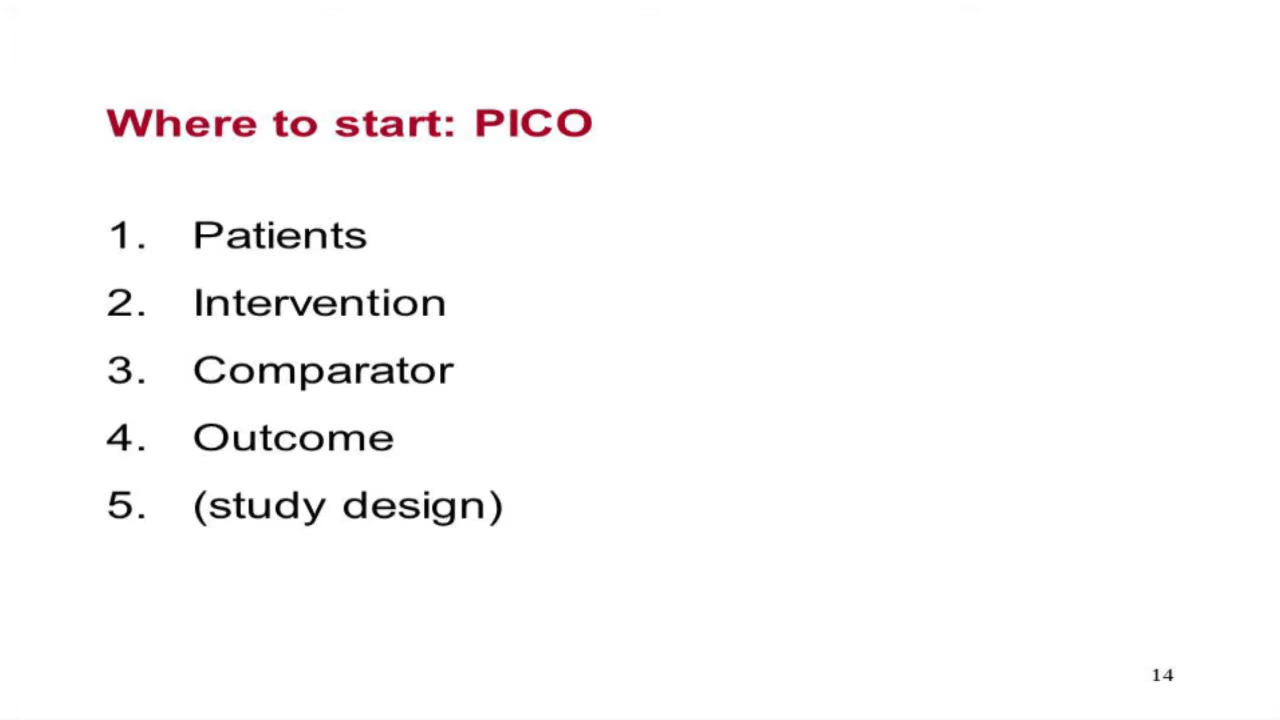 Where to start: PICO
1. Patients
2. Intervention
3. Comparator
4. Outcome
5. (study design)
14